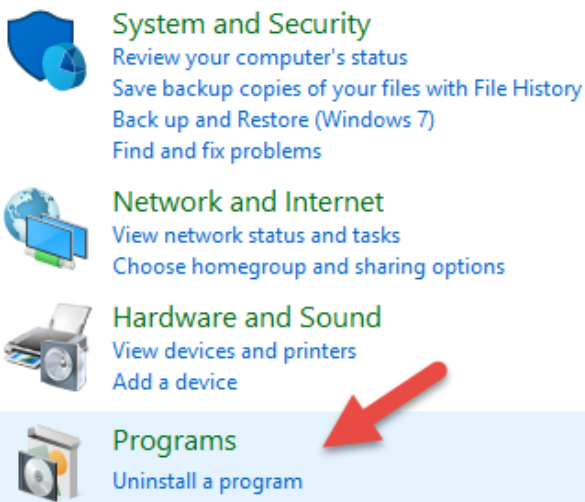 System and Security
Review your computer's status
Save backup copies of your files with File History
Back up and Restore (Windows 7)
Find and fix problems
Network and Internet
View network status and tasks
Choose homegroup and sharing options
Hardware and Sound
View devices and printers
Add a device
Programs
Uninstall a program